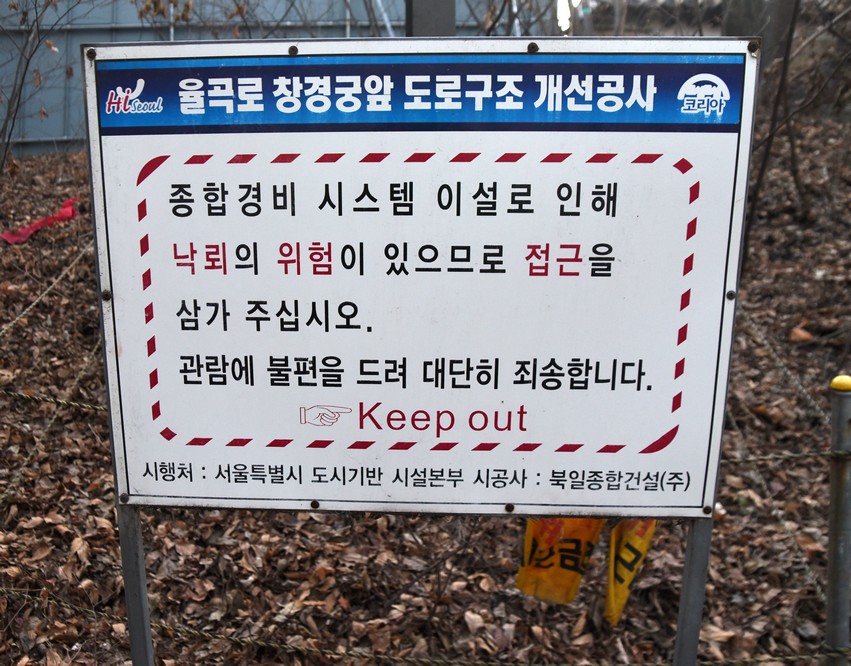 Hi Seoul 율곡로 창경궁앞 도로구조 개선공사 코리아
종합경비 시스템 이설로 인해
낙뢰의 위험이 있으므로 접근을
삼가 주십시오.
관람에 불편을 드려 대단히 죄송합니다.
Keep out
시행처 : 서울특별시 도시기반 시설본부 시공사 : 북일종합건설(주)